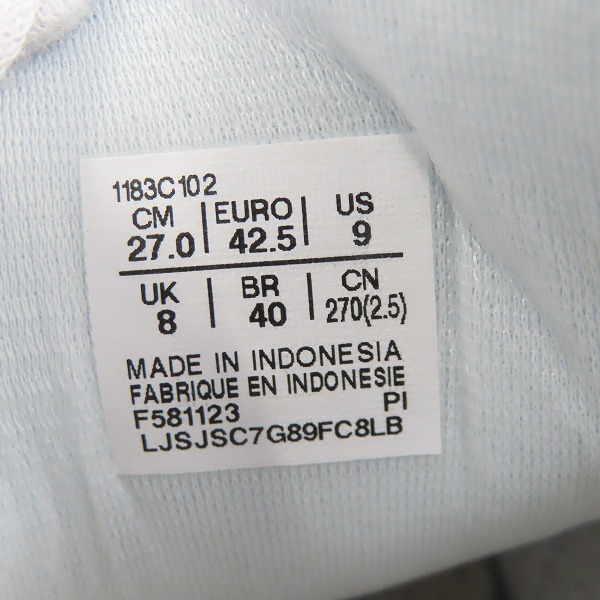 1183C102
CM | EURO | US
27.0 | 42.5 | 9
UK | BR | CN
8 | 40 | 270(2.5)
MADE IN INDONESIA
FABRIQUE EN INDONESIE
F581123 PI
LJSJSC7G89FC8LB